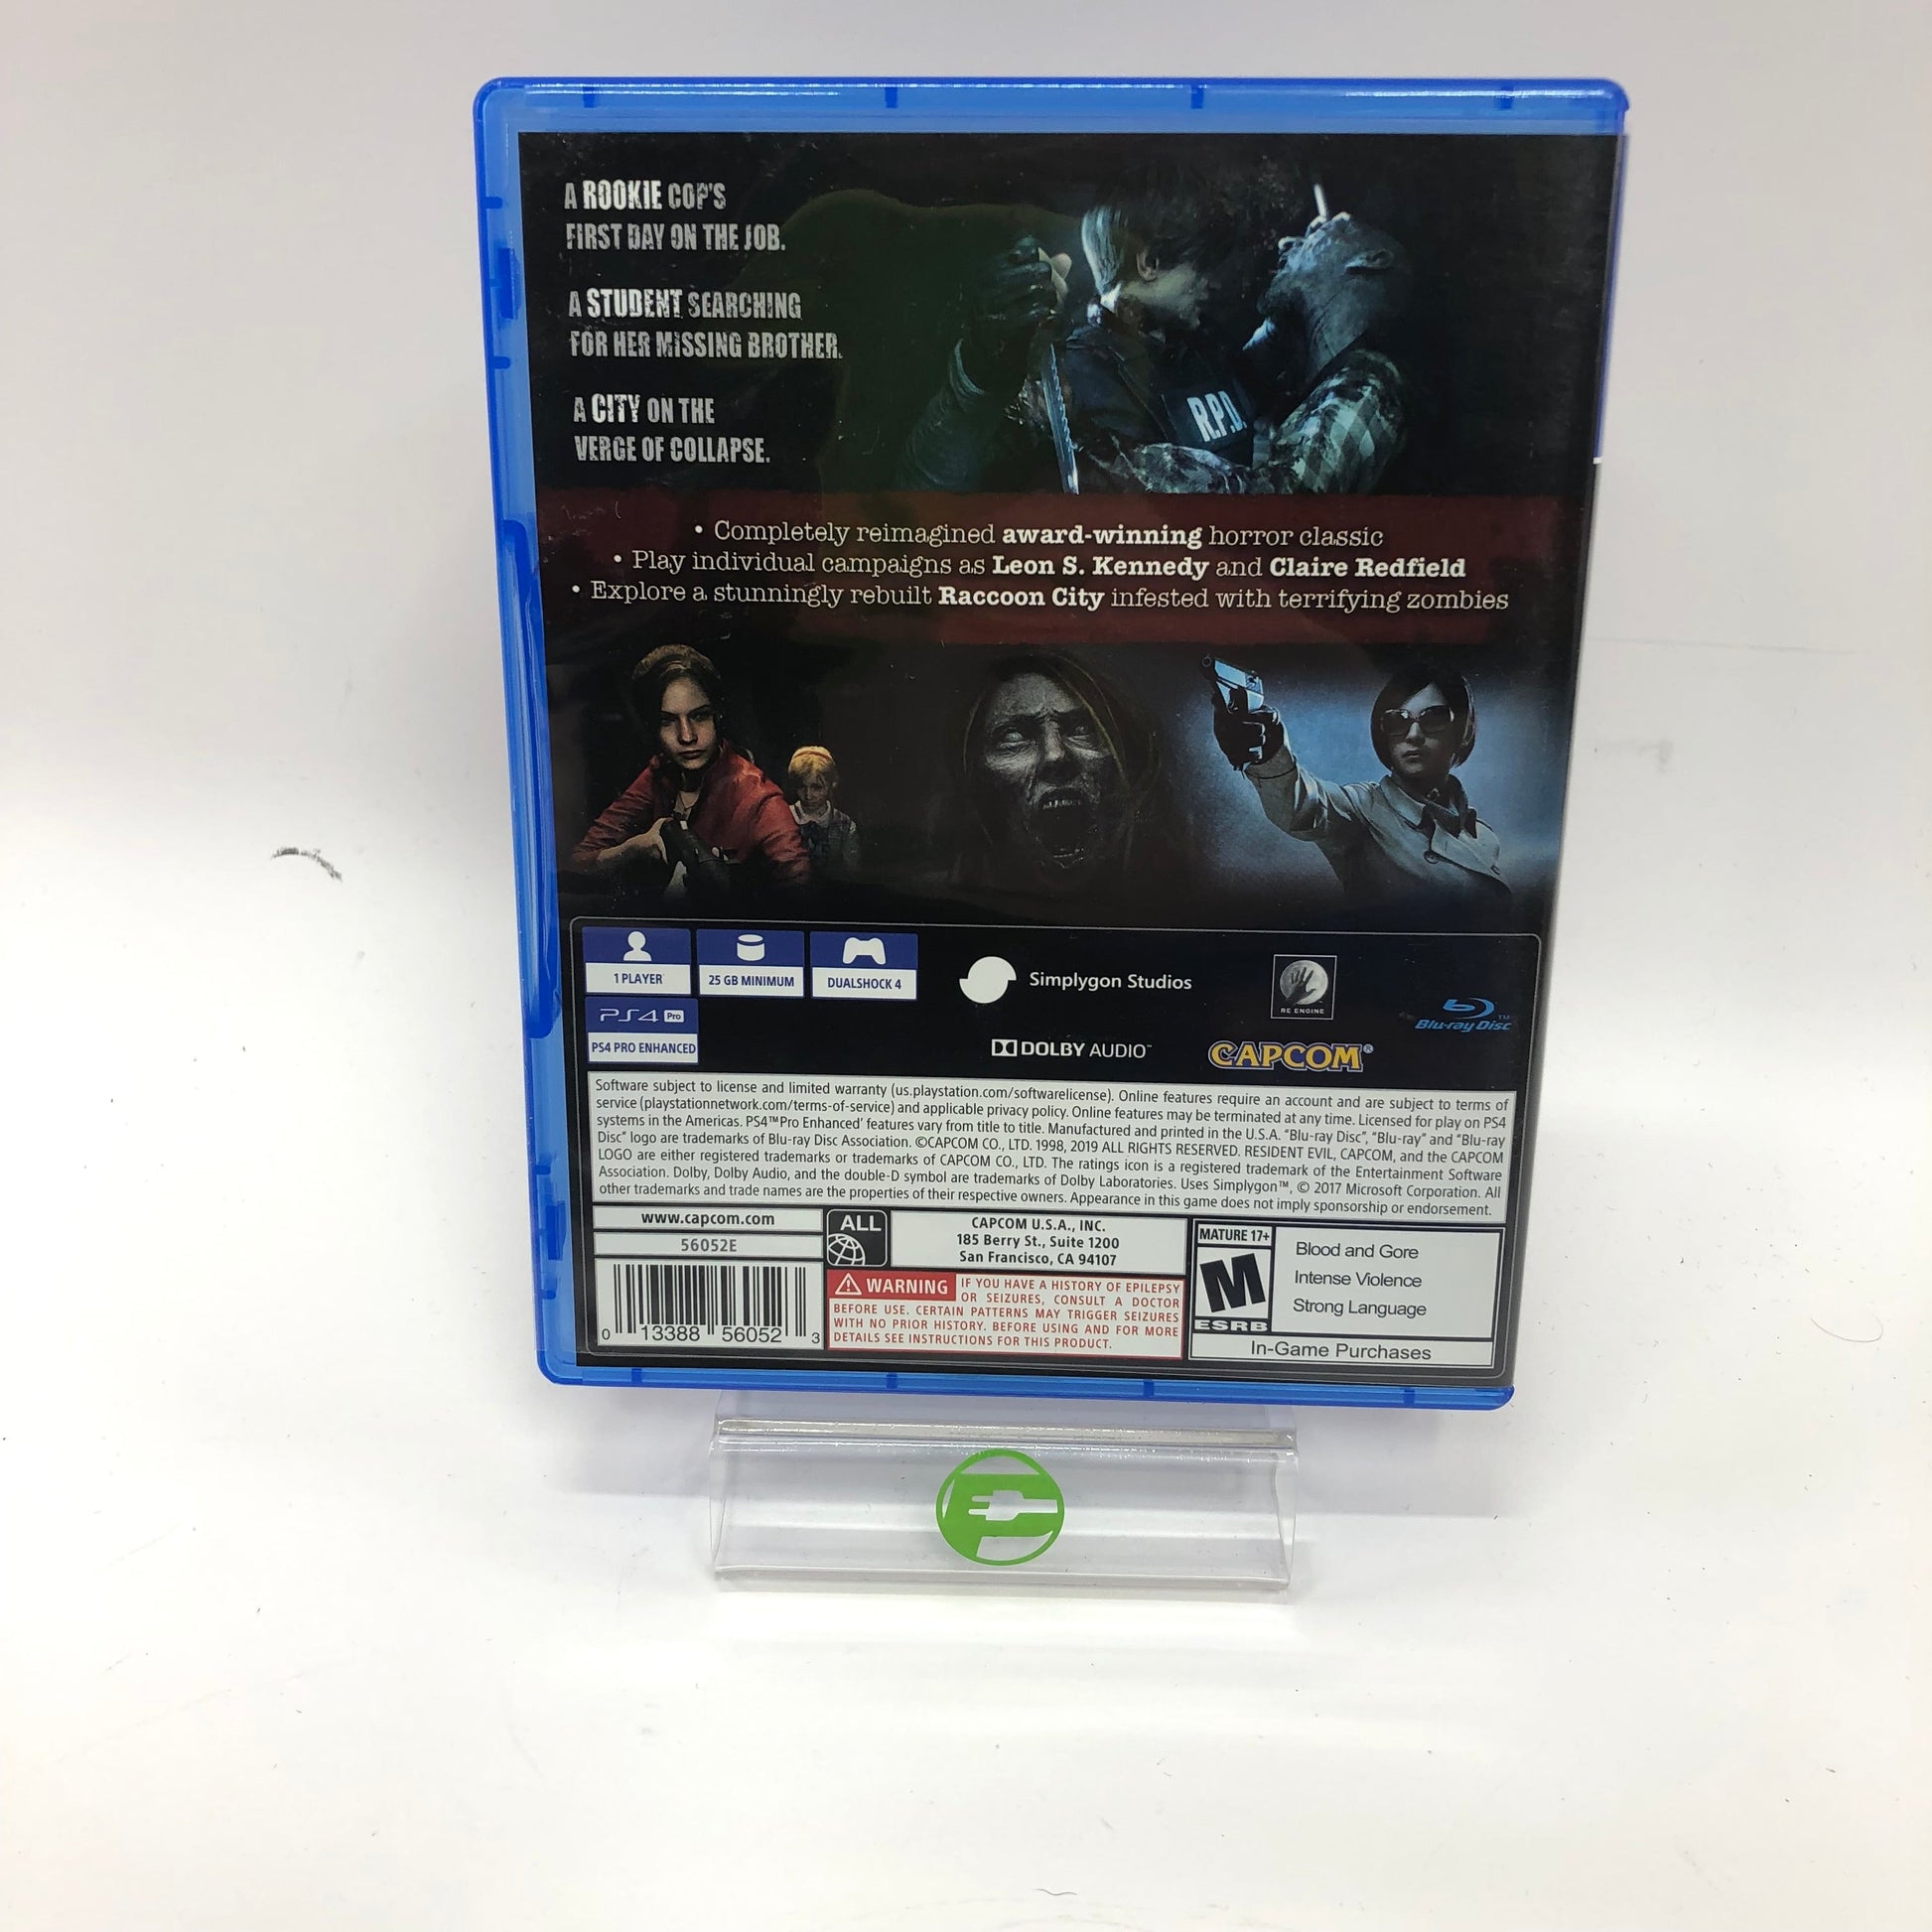 A ROOKIE COP'S
FIRST DAY ON THE JOB.
A STUDENT SEARCHING
FOR HER MISSING BROTHER.
A CITY ON THE
VERGE OF COLLAPSE.
R.P.D.
• Completely reimagined award-winning horror classic
• Play individual campaigns as Leon S. Kennedy and Claire Redfield
• Explore a stunningly rebuilt Raccoon City infested with terrifying zombies
1 PLAYER
25 GB MINIMUM
DUALSHOCK 4
Simplygon Studios
RE ENGINE
Blu-ray Disc™
PS4 Pro
PS4 PRO ENHANCED
DOLBY AUDIO™
CAPCOM®
Software subject to license and limited warranty (us.playstation.com/softwarelicense). Online features require an account and are subject to terms of
service (playstationnetwork.com/terms-of-service) and applicable privacy policy. Online features may be terminated at any time. Licensed for play on PS4
systems in the Americas. PS4™Pro Enhanced' features vary from title to title. Manufactured and printed in the U.S.A. "Blu-ray Disc", "Blu-ray" and "Blu-ray
Disc" logo are trademarks of Blu-ray Disc Association. ©CAPCOM CO., LTD. 1998, 2019 ALL RIGHTS RESERVED. RESIDENT EVIL, CAPCOM, and the CAPCOM
LOGO are either registered trademarks or trademarks of CAPCOM CO., LTD. The ratings icon is a registered trademark of the Entertainment Software
Association. Dolby, Dolby Audio, and the double-D symbol are trademarks of Dolby Laboratories. Uses Simplygon™, © 2017 Microsoft Corporation. All
other trademarks and trade names are the properties of their respective owners. Appearance in this game does not imply sponsorship or endorsement.
www.capcom.com
56052E
0 13388 56052 3
ALL
CAPCOM U.S.A., INC.
185 Berry St., Suite 1200
San Francisco, CA 94107
WARNING IF YOU HAVE A HISTORY OF EPILEPSY
OR SEIZURES, CONSULT A DOCTOR
BEFORE USE. CERTAIN PATTERNS MAY TRIGGER SEIZURES
WITH NO PRIOR HISTORY. BEFORE USING AND FOR MORE
DETAILS SEE INSTRUCTIONS FOR THIS PRODUCT.
MATURE 17+
M
ESRB
Blood and Gore
Intense Violence
Strong Language
In-Game Purchases